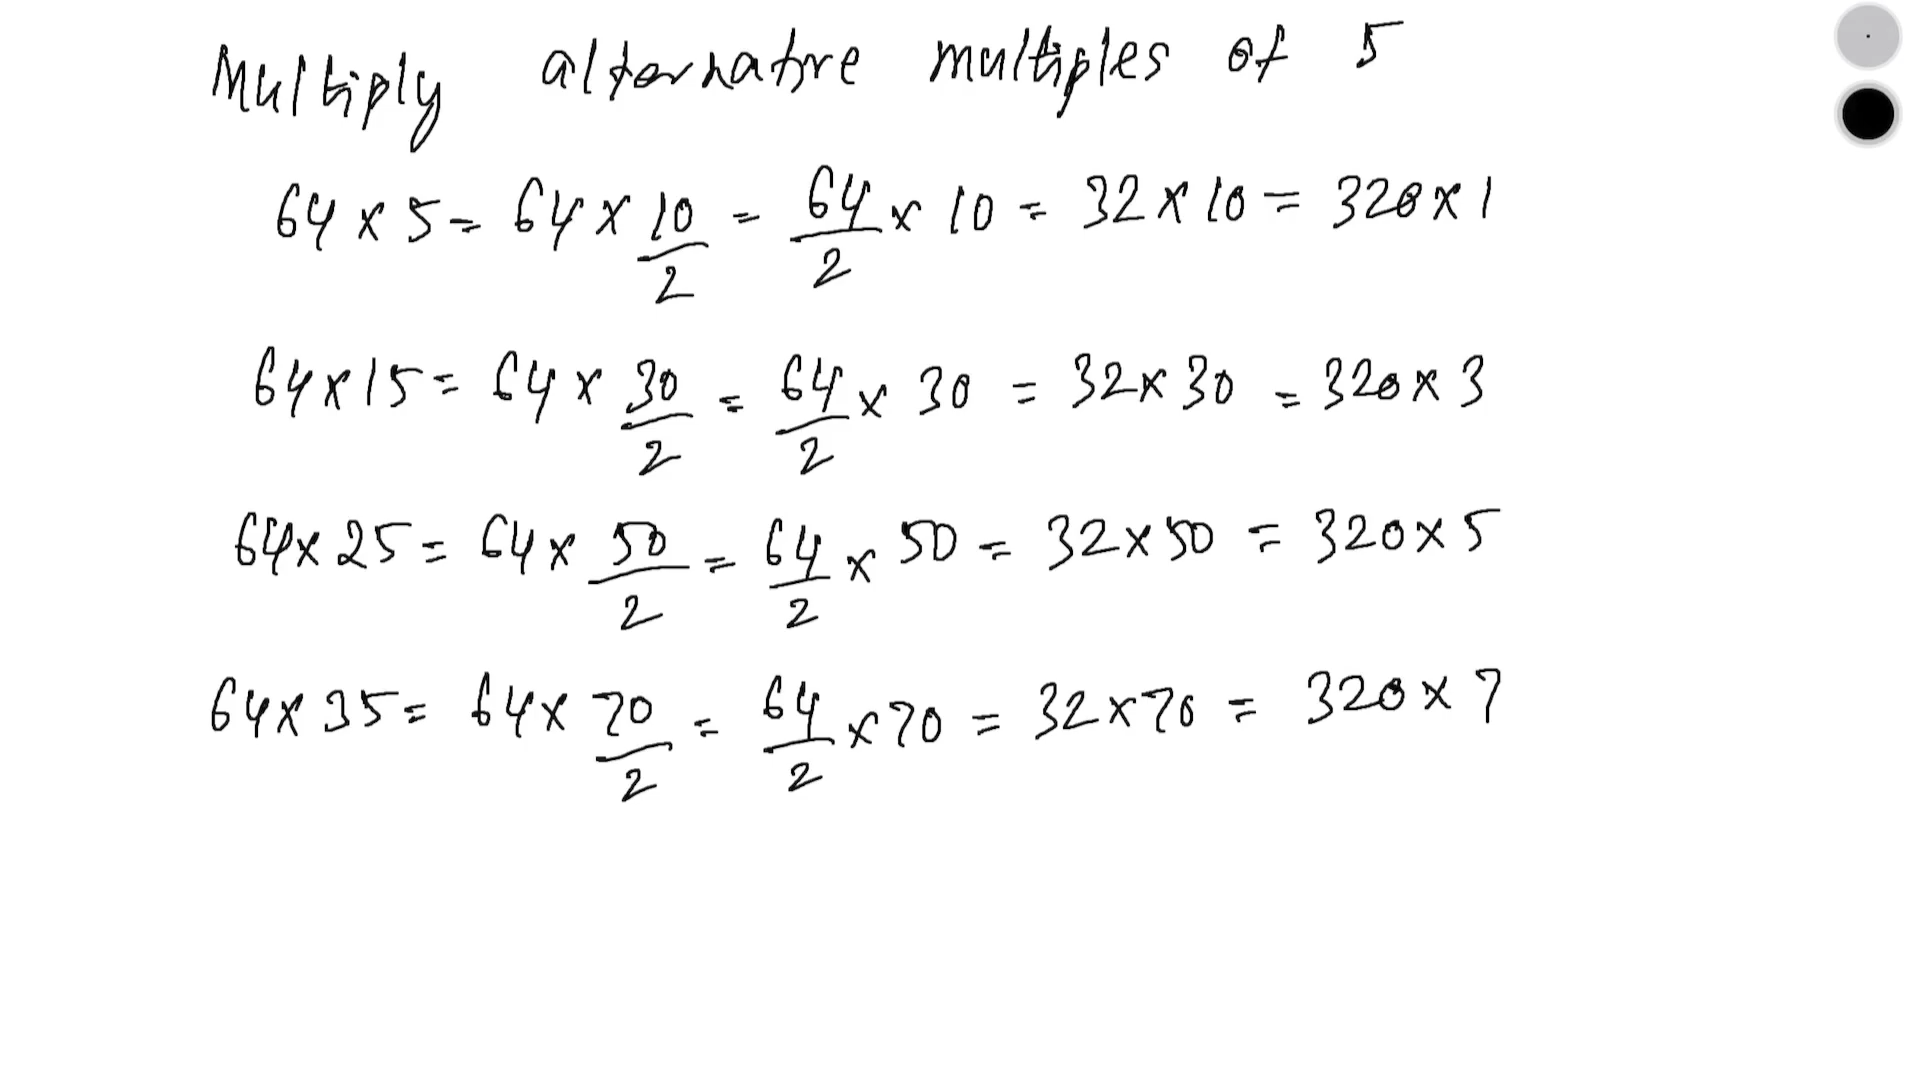 Multiply alternative multiples of 5
64 x 5 = 64 x 10/2 = 64/2 x 10 = 32 x 10 = 320 x 1
64 x 15 = 64 x 30/2 = 64/2 x 30 = 32 x 30 = 320 x 3
64 x 25 = 64 x 50/2 = 64/2 x 50 = 32 x 50 = 320 x 5
64 x 35 = 64 x 70/2 = 64/2 x 70 = 32 x 70 = 320 x 7